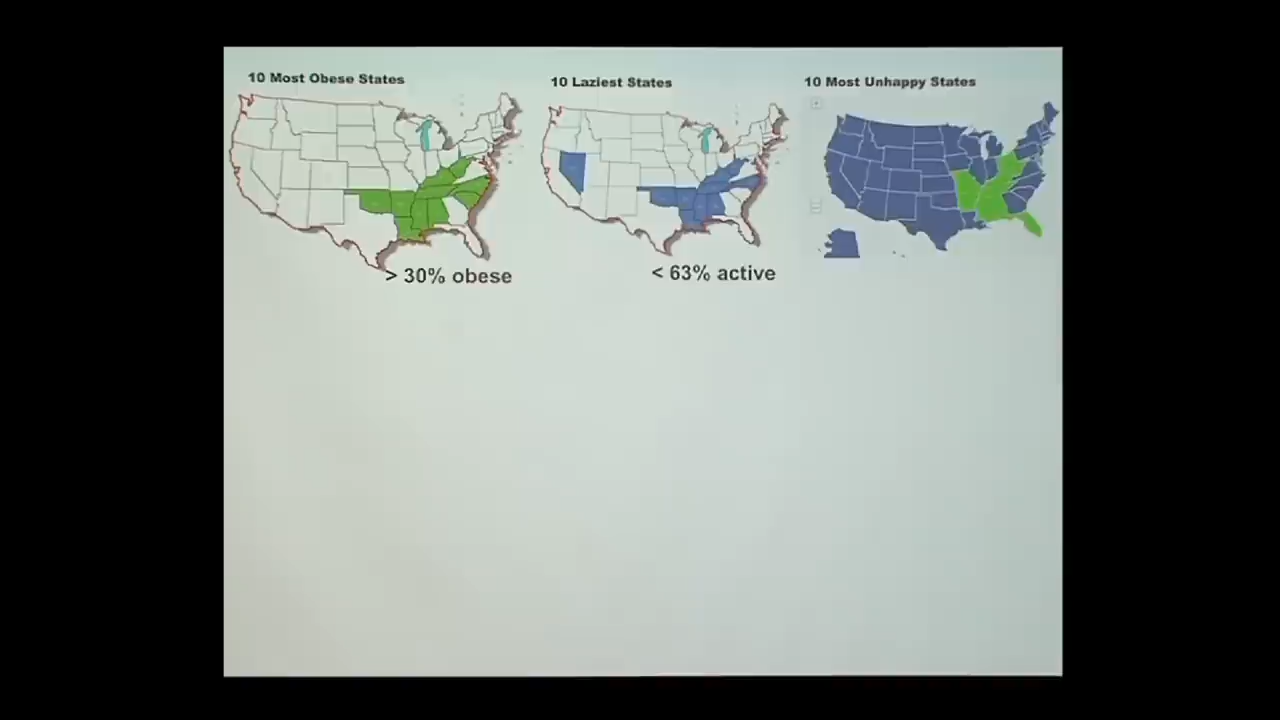 10 Most Obese States
10 Laziest States
10 Most Unhappy States
> 30% obese
< 63% active